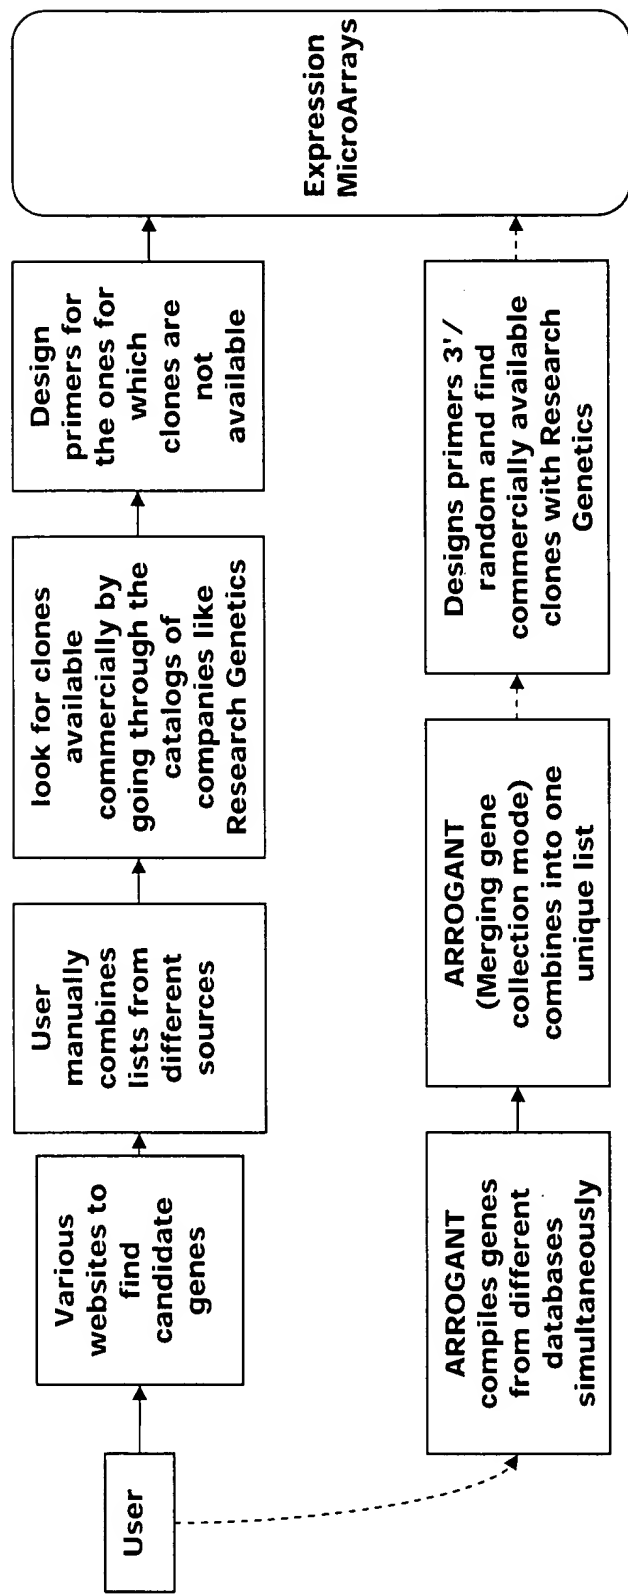 User
Various
websites to
find
candidate
genes
User
manually
combines
lists from
different
sources
look for clones
available
commercially by
going through the
catalogs of
companies like
Research Genetics
Design
primers for
the ones for
which
clones are
not
available
ARROGANT
compiles genes
from different
databases
simultaneously
ARROGANT
(Merging gene
collection mode)
combines into one
unique list
Designs primers 3'/
random and find
commercially available
clones with Research
Genetics
Expression
MicroArrays